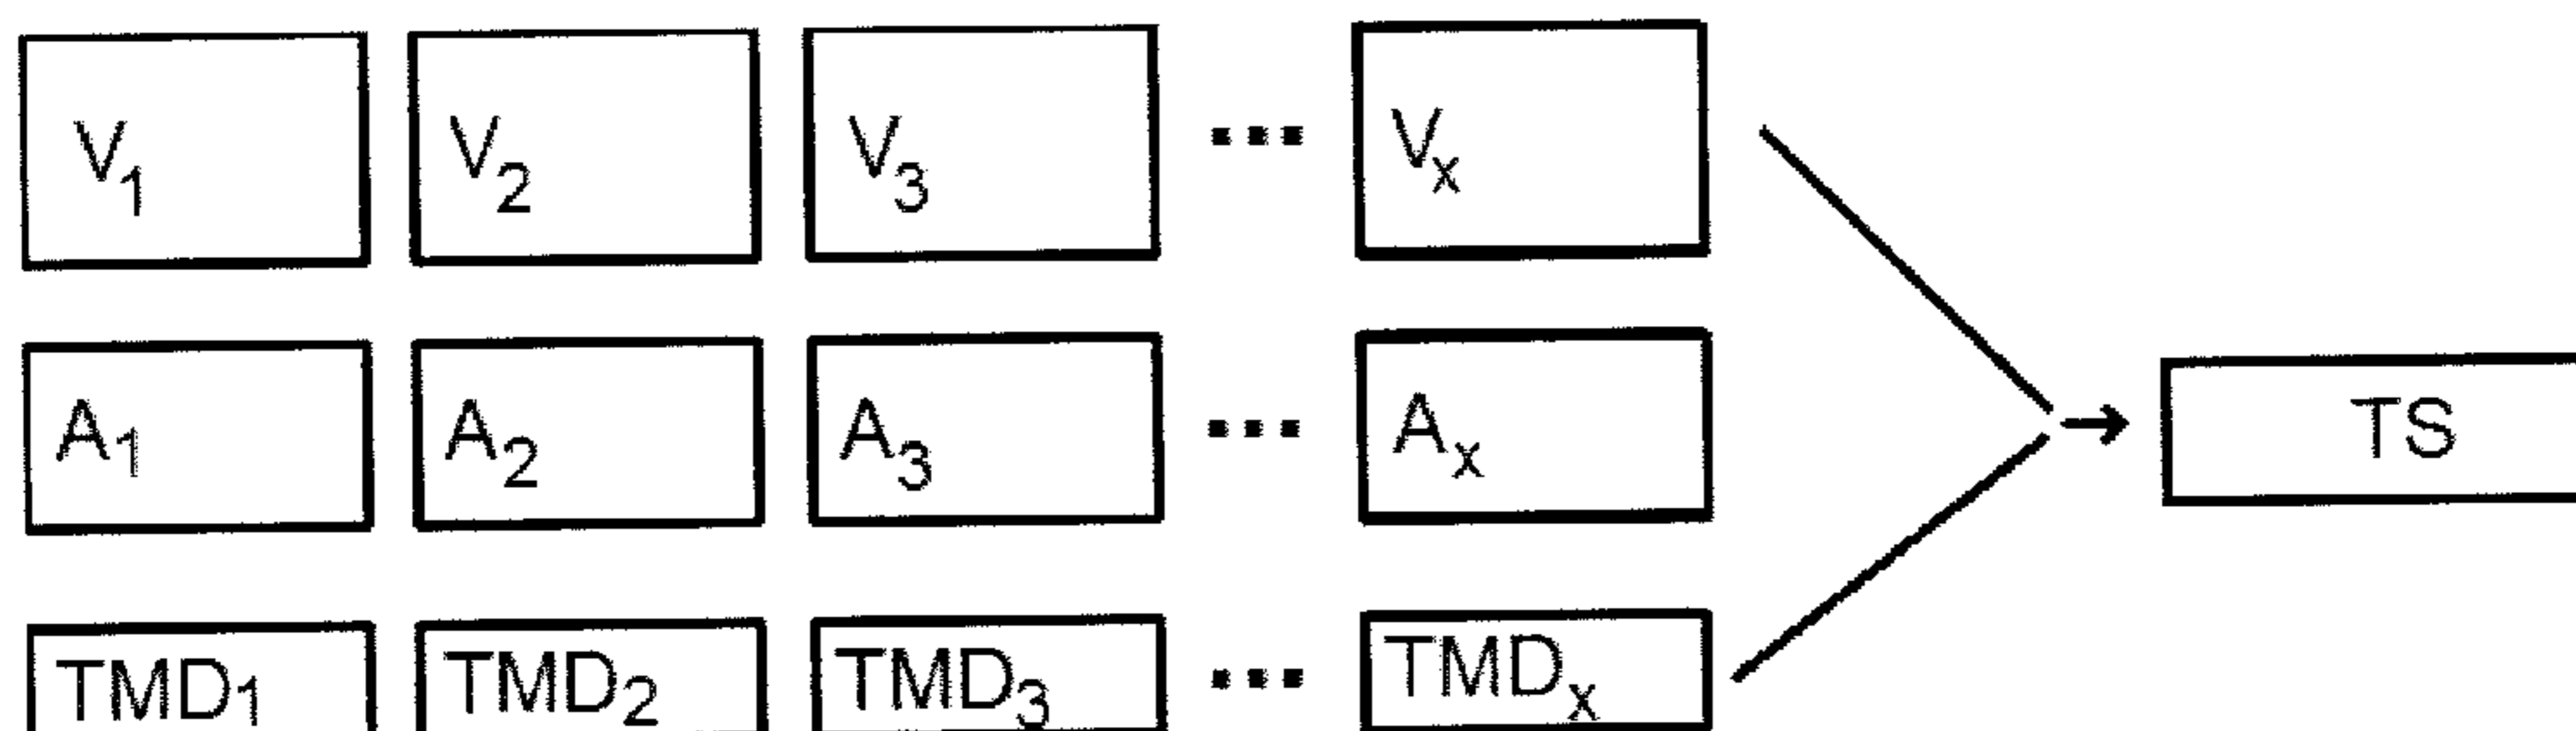 V₁ V₂ V₃ ... Vₓ
A₁ A₂ A₃ ... Aₓ TS
TMD₁ TMD₂ TMD₃ ... TMDₓ